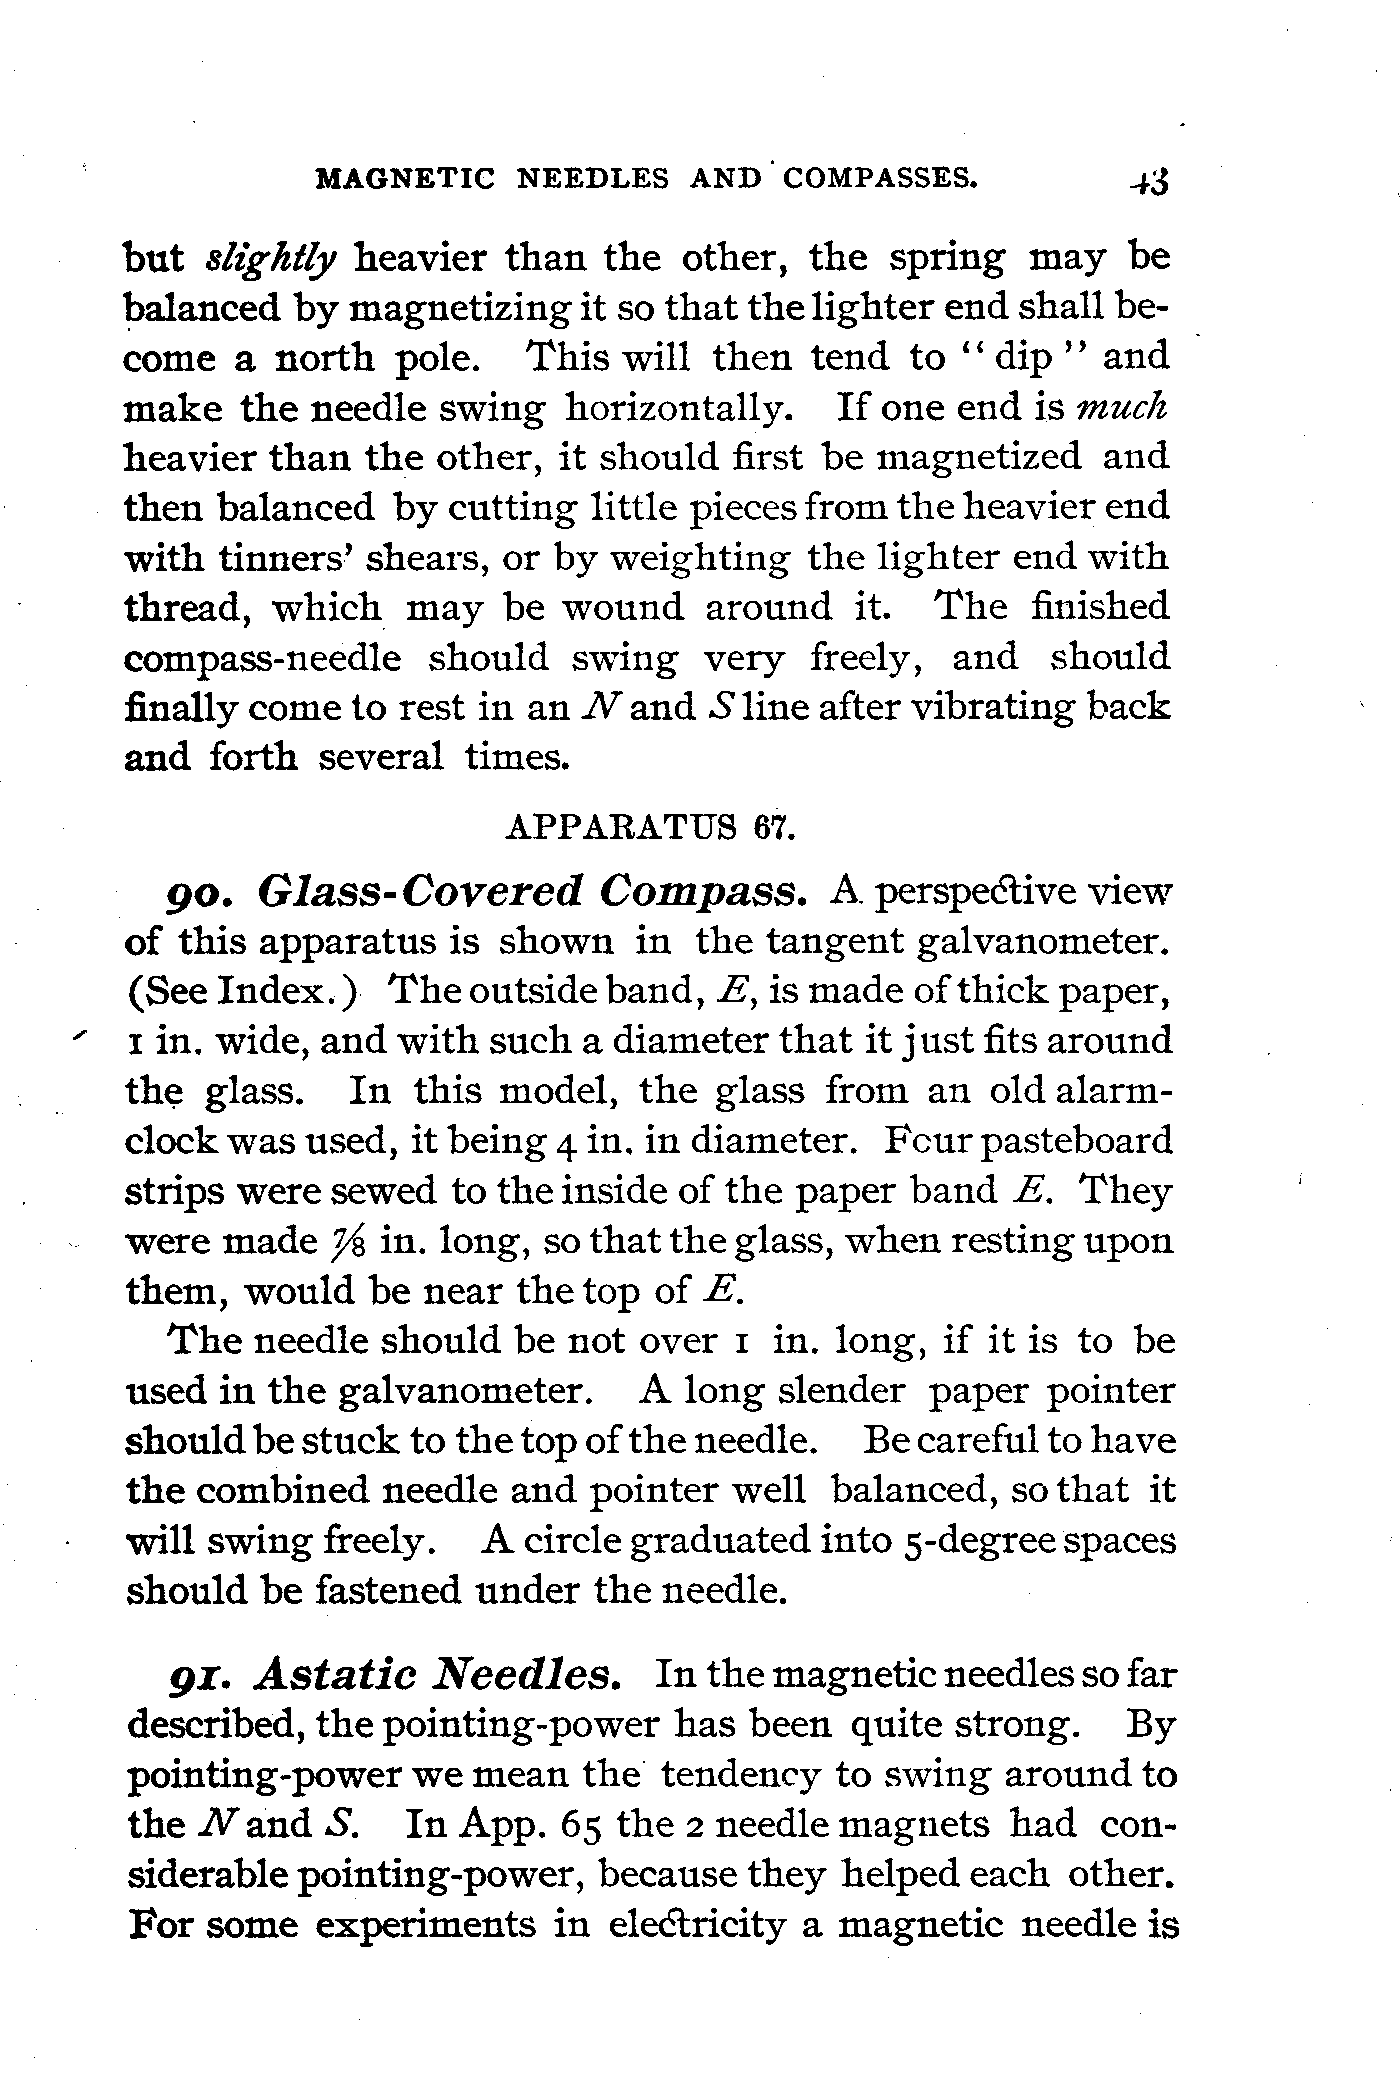 MAGNETIC NEEDLES AND COMPASSES. 43
but slightly heavier than the other, the spring may be
balanced by magnetizing it so that the lighter end shall be-
come a north pole. This will then tend to “ dip ” and
make the needle swing horizontally. If one end is much
heavier than the other, it should first be magnetized and
then balanced by cutting little pieces from the heavier end
with tinners’ shears, or by weighting the lighter end with
thread, which may be wound around it. The finished
compass-needle should swing very freely, and should
finally come to rest in an N and S line after vibrating back
and forth several times.
APPARATUS 67.
90. Glass-Covered Compass. A perspective view
of this apparatus is shown in the tangent galvanometer.
(See Index.) The outside band, E, is made of thick paper,
1 in. wide, and with such a diameter that it just fits around
the glass. In this model, the glass from an old alarm-
clock was used, it being 4 in. in diameter. Four pasteboard
strips were sewed to the inside of the paper band E. They
were made ⅞ in. long, so that the glass, when resting upon
them, would be near the top of E.
The needle should be not over 1 in. long, if it is to be
used in the galvanometer. A long slender paper pointer
should be stuck to the top of the needle. Be careful to have
the combined needle and pointer well balanced, so that it
will swing freely. A circle graduated into 5-degree spaces
should be fastened under the needle.
91. Astatic Needles. In the magnetic needles so far
described, the pointing-power has been quite strong. By
pointing-power we mean the tendency to swing around to
the N and S. In App. 65 the 2 needle magnets had con-
siderable pointing-power, because they helped each other.
For some experiments in electricity a magnetic needle is